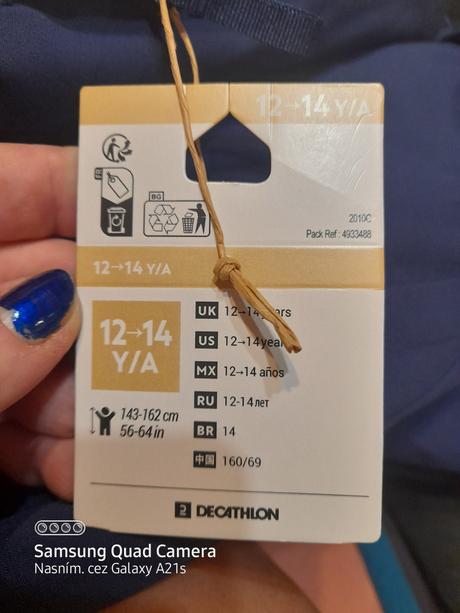 12→14 Y/A
BG
2010C
Pack Ref : 4933488
12→14 Y/A
12→14
Y/A
UK 12→14 years
US 12→14 year
MX 12→14 años
RU 12-14 лет
BR 14
中国 160/69
143-162 cm
56-64 in
DECATHLON
Samsung Quad Camera
Nasním. cez Galaxy A21s